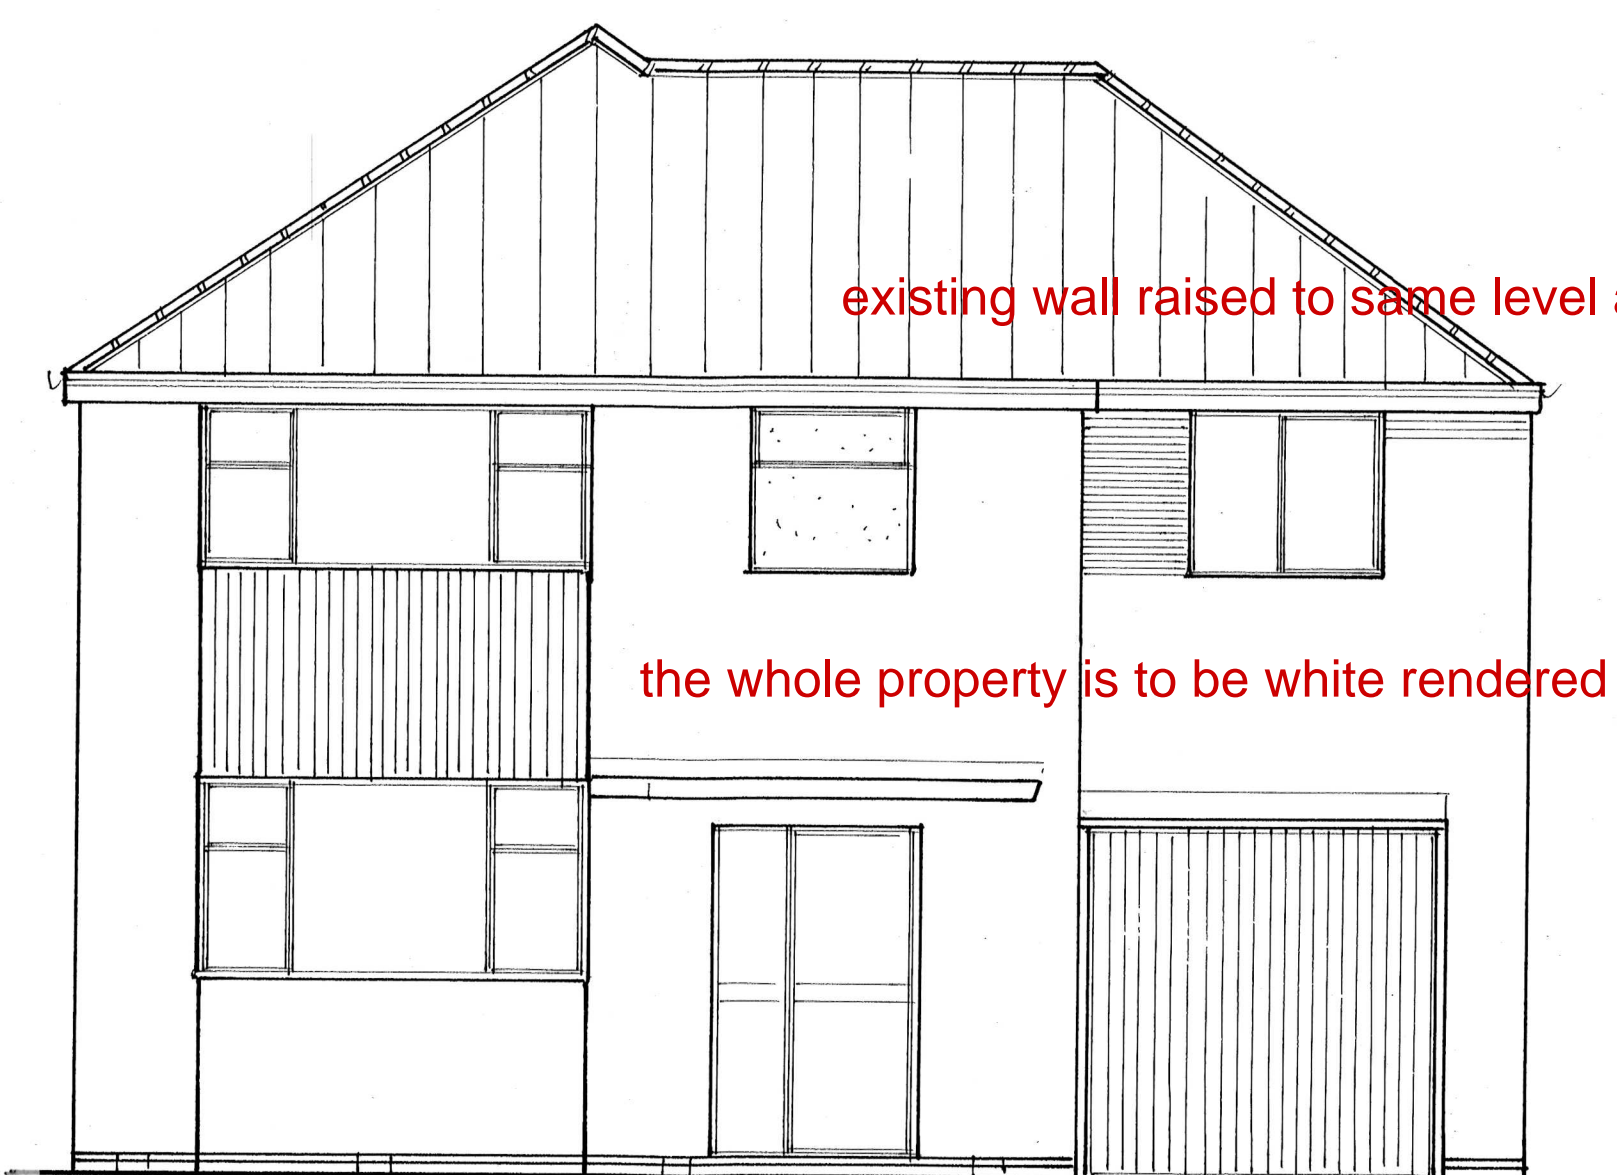 existing wall raised to same level
the whole property is to be white rendered